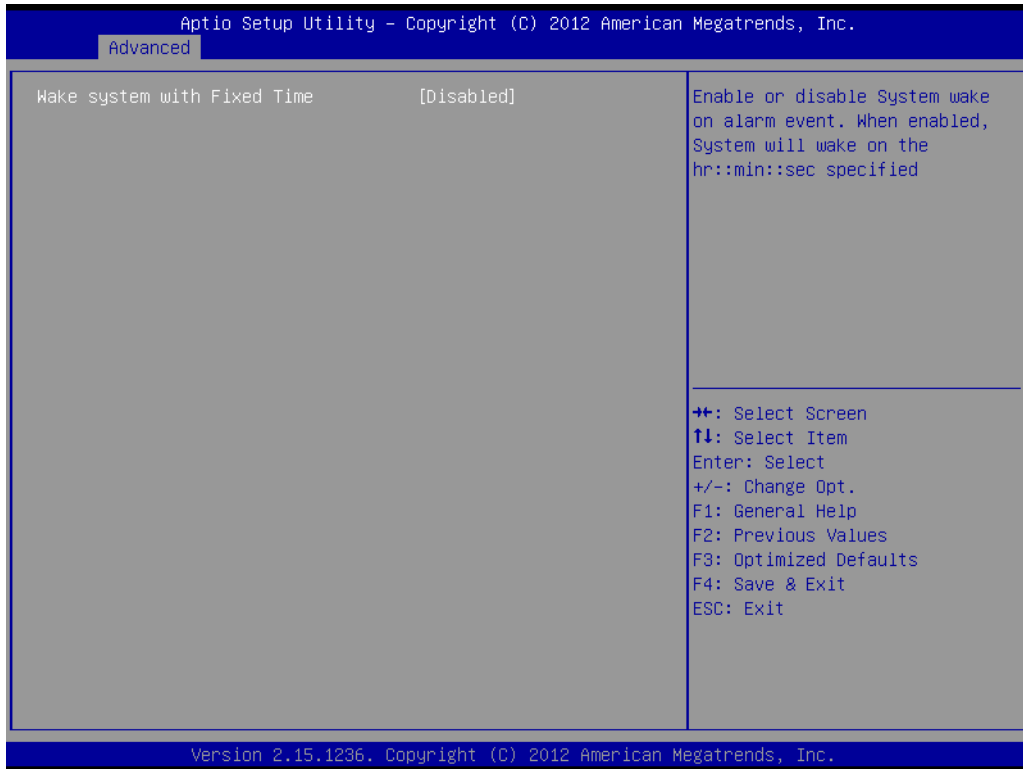 Aptio Setup Utility – Copyright (C) 2012 American Megatrends, Inc.
Advanced
Wake system with Fixed Time [Disabled]
Enable or disable System wake
on alarm event. When enabled,
System will wake on the
hr::min::sec specified
→←: Select Screen
↑↓: Select Item
Enter: Select
+/-: Change Opt.
F1: General Help
F2: Previous Values
F3: Optimized Defaults
F4: Save & Exit
ESC: Exit
Version 2.15.1236. Copyright (C) 2012 American Megatrends, Inc.